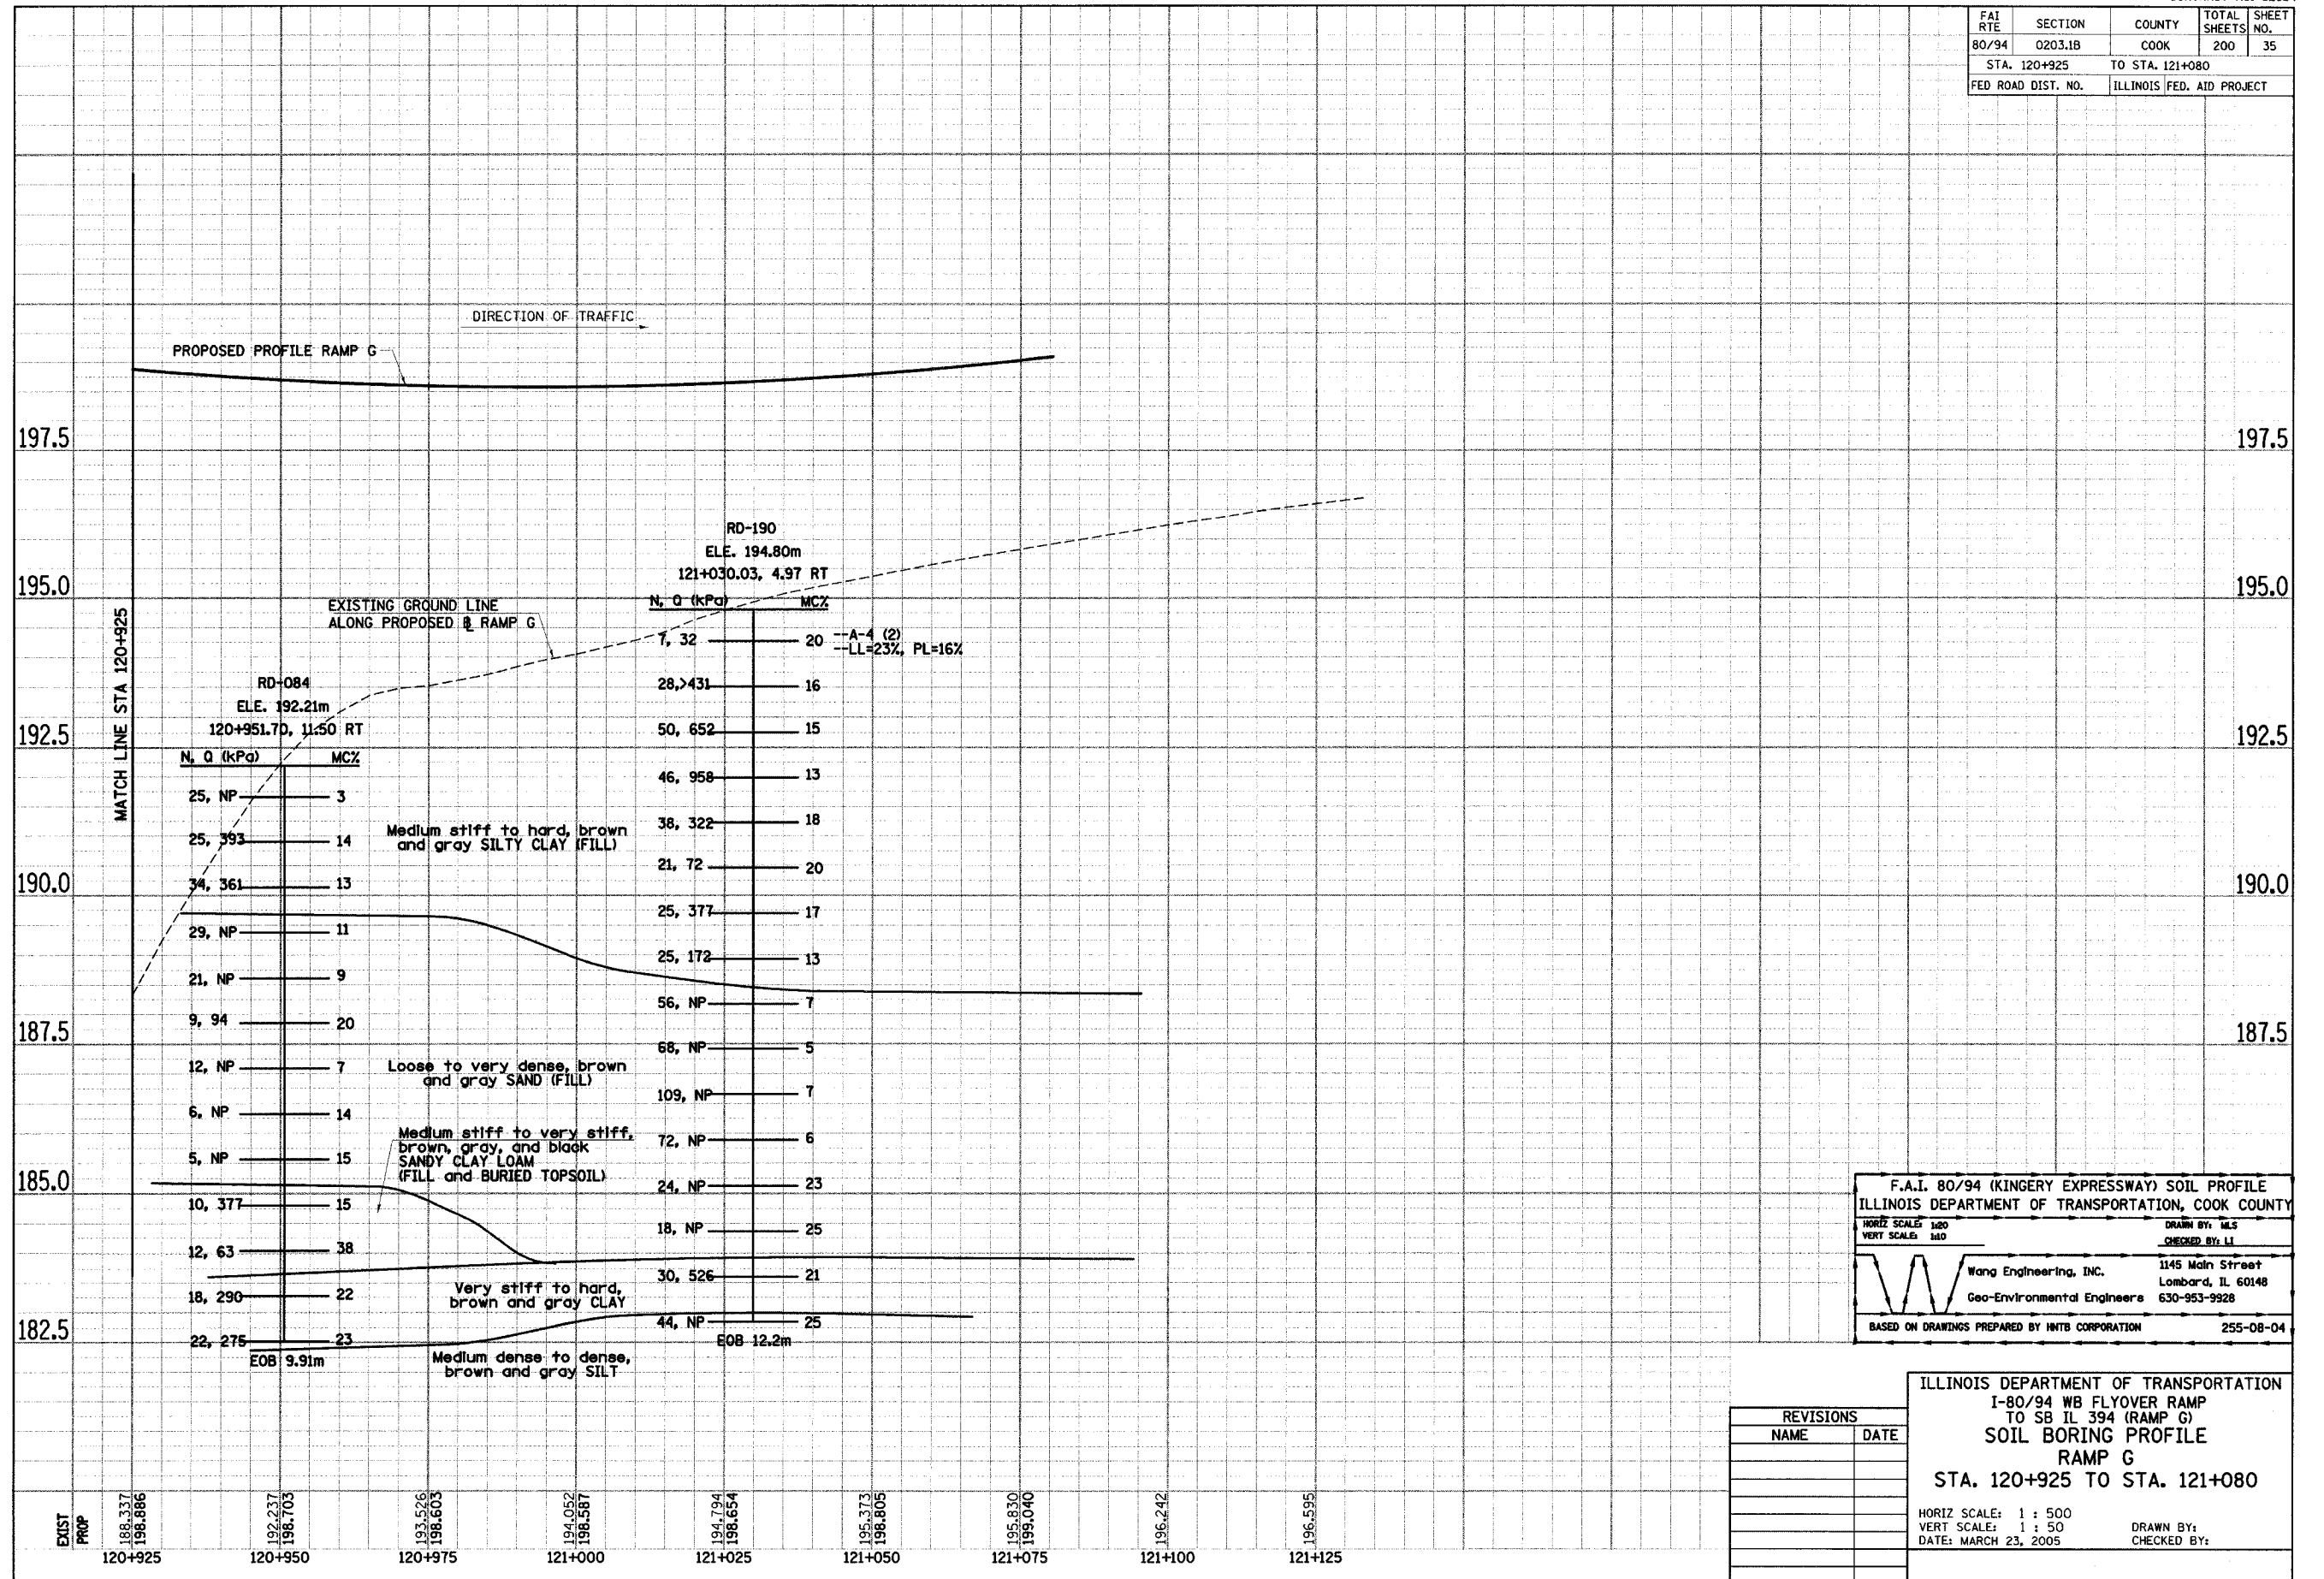 FAI RTE SECTION COUNTY TOTAL SHEETS SHEET NO.
80/94 0203.1B COOK 200 35
STA. 120+925 TO STA. 121+080
FED ROAD DIST. NO. ILLINOIS FED. AID PROJECT
DIRECTION OF TRAFFIC
PROPOSED PROFILE RAMP G
197.5 197.5
195.0 195.0
192.5 192.5
190.0 190.0
187.5 187.5
185.0 185.0
182.5
MATCH LINE STA 120+925
EXISTING GROUND LINE
ALONG PROPOSED ℄ RAMP G
RD-084
ELE. 192.21m
120+951.70, 11.50 RT
N, Q (kPa) MC%
25, NP 3
25, 393 14
34, 361 13
29, NP 11
21, NP 9
9, 94 20
12, NP 7
6, NP 14
5, NP 15
10, 377 15
12, 63 38
18, 290 22
22, 275 23
EOB 9.91m
RD-190
ELE. 194.80m
121+030.03, 4.97 RT
N, Q (kPa) MC%
7, 32 20 --A-4 (2)
--LL=23%, PL=16%
28,>431 16
50, 652 15
46, 958 13
38, 322 18
21, 72 20
25, 377 17
25, 172 13
56, NP 7
68, NP 5
109, NP 7
72, NP 6
24, NP 23
18, NP 25
30, 526 21
44, NP 25
EOB 12.2m
Medium stiff to hard, brown
and gray SILTY CLAY (FILL)
Loose to very dense, brown
and gray SAND (FILL)
Medium stiff to very stiff,
brown, gray, and black
SANDY CLAY LOAM
(FILL and BURIED TOPSOIL)
Very stiff to hard,
brown and gray CLAY
Medium dense to dense,
brown and gray SILT
EXIST
PROP
188.337
198.886
192.237
198.703
193.526
198.603
194.052
198.587
194.794
198.654
195.373
198.805
195.830
199.040
196.242
196.595
120+925 120+950 120+975 121+000 121+025 121+050 121+075 121+100 121+125
F.A.I. 80/94 (KINGERY EXPRESSWAY) SOIL PROFILE
ILLINOIS DEPARTMENT OF TRANSPORTATION, COOK COUNTY
HORIZ SCALE: 1:20 DRAWN BY: MLS
VERT SCALE: 1:10 CHECKED BY: LI
Wang Engineering, INC. 1145 Main Street
Lombard, IL 60148
Geo-Environmental Engineers 630-953-9928
BASED ON DRAWINGS PREPARED BY HNTB CORPORATION 255-08-04
REVISIONS
NAME DATE
ILLINOIS DEPARTMENT OF TRANSPORTATION
I-80/94 WB FLYOVER RAMP
TO SB IL 394 (RAMP G)
SOIL BORING PROFILE
RAMP G
STA. 120+925 TO STA. 121+080
HORIZ SCALE: 1 : 500
VERT SCALE: 1 : 50 DRAWN BY:
DATE: MARCH 23, 2005 CHECKED BY: